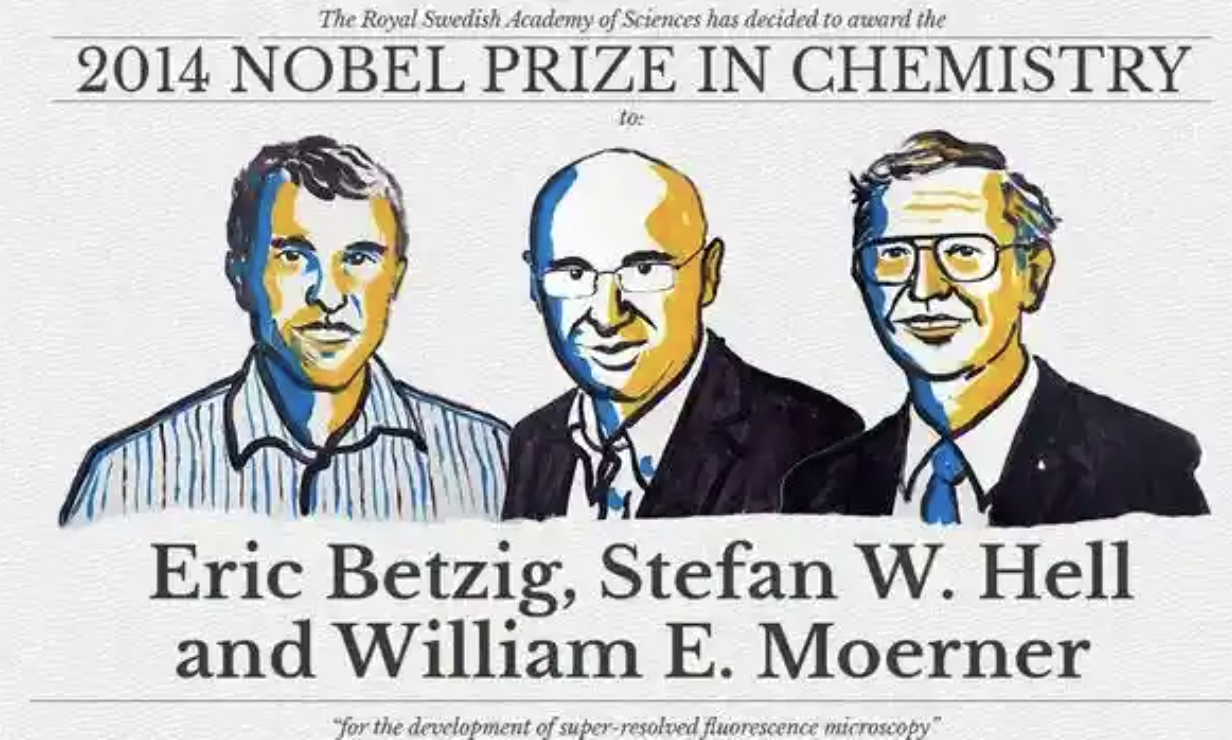 The Royal Swedish Academy of Sciences has decided to award the
2014 NOBEL PRIZE IN CHEMISTRY
to:
Eric Betzig, Stefan W. Hell
and William E. Moerner
“for the development of super-resolved fluorescence microscopy”